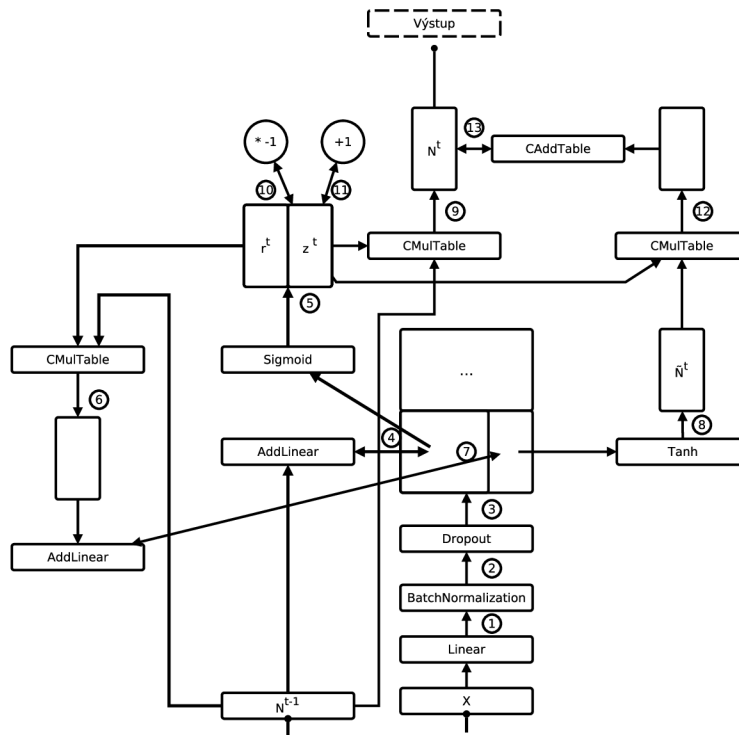 Výstup
* -1
+1
13
N^t
CAddTable
10
11
9
12
r^t
z^t
CMulTable
CMulTable
5
CMulTable
Sigmoid
...
Ñ^t
6
4
7
8
AddLinear
Tanh
3
Dropout
AddLinear
2
BatchNormalization
1
Linear
N^t-1
X